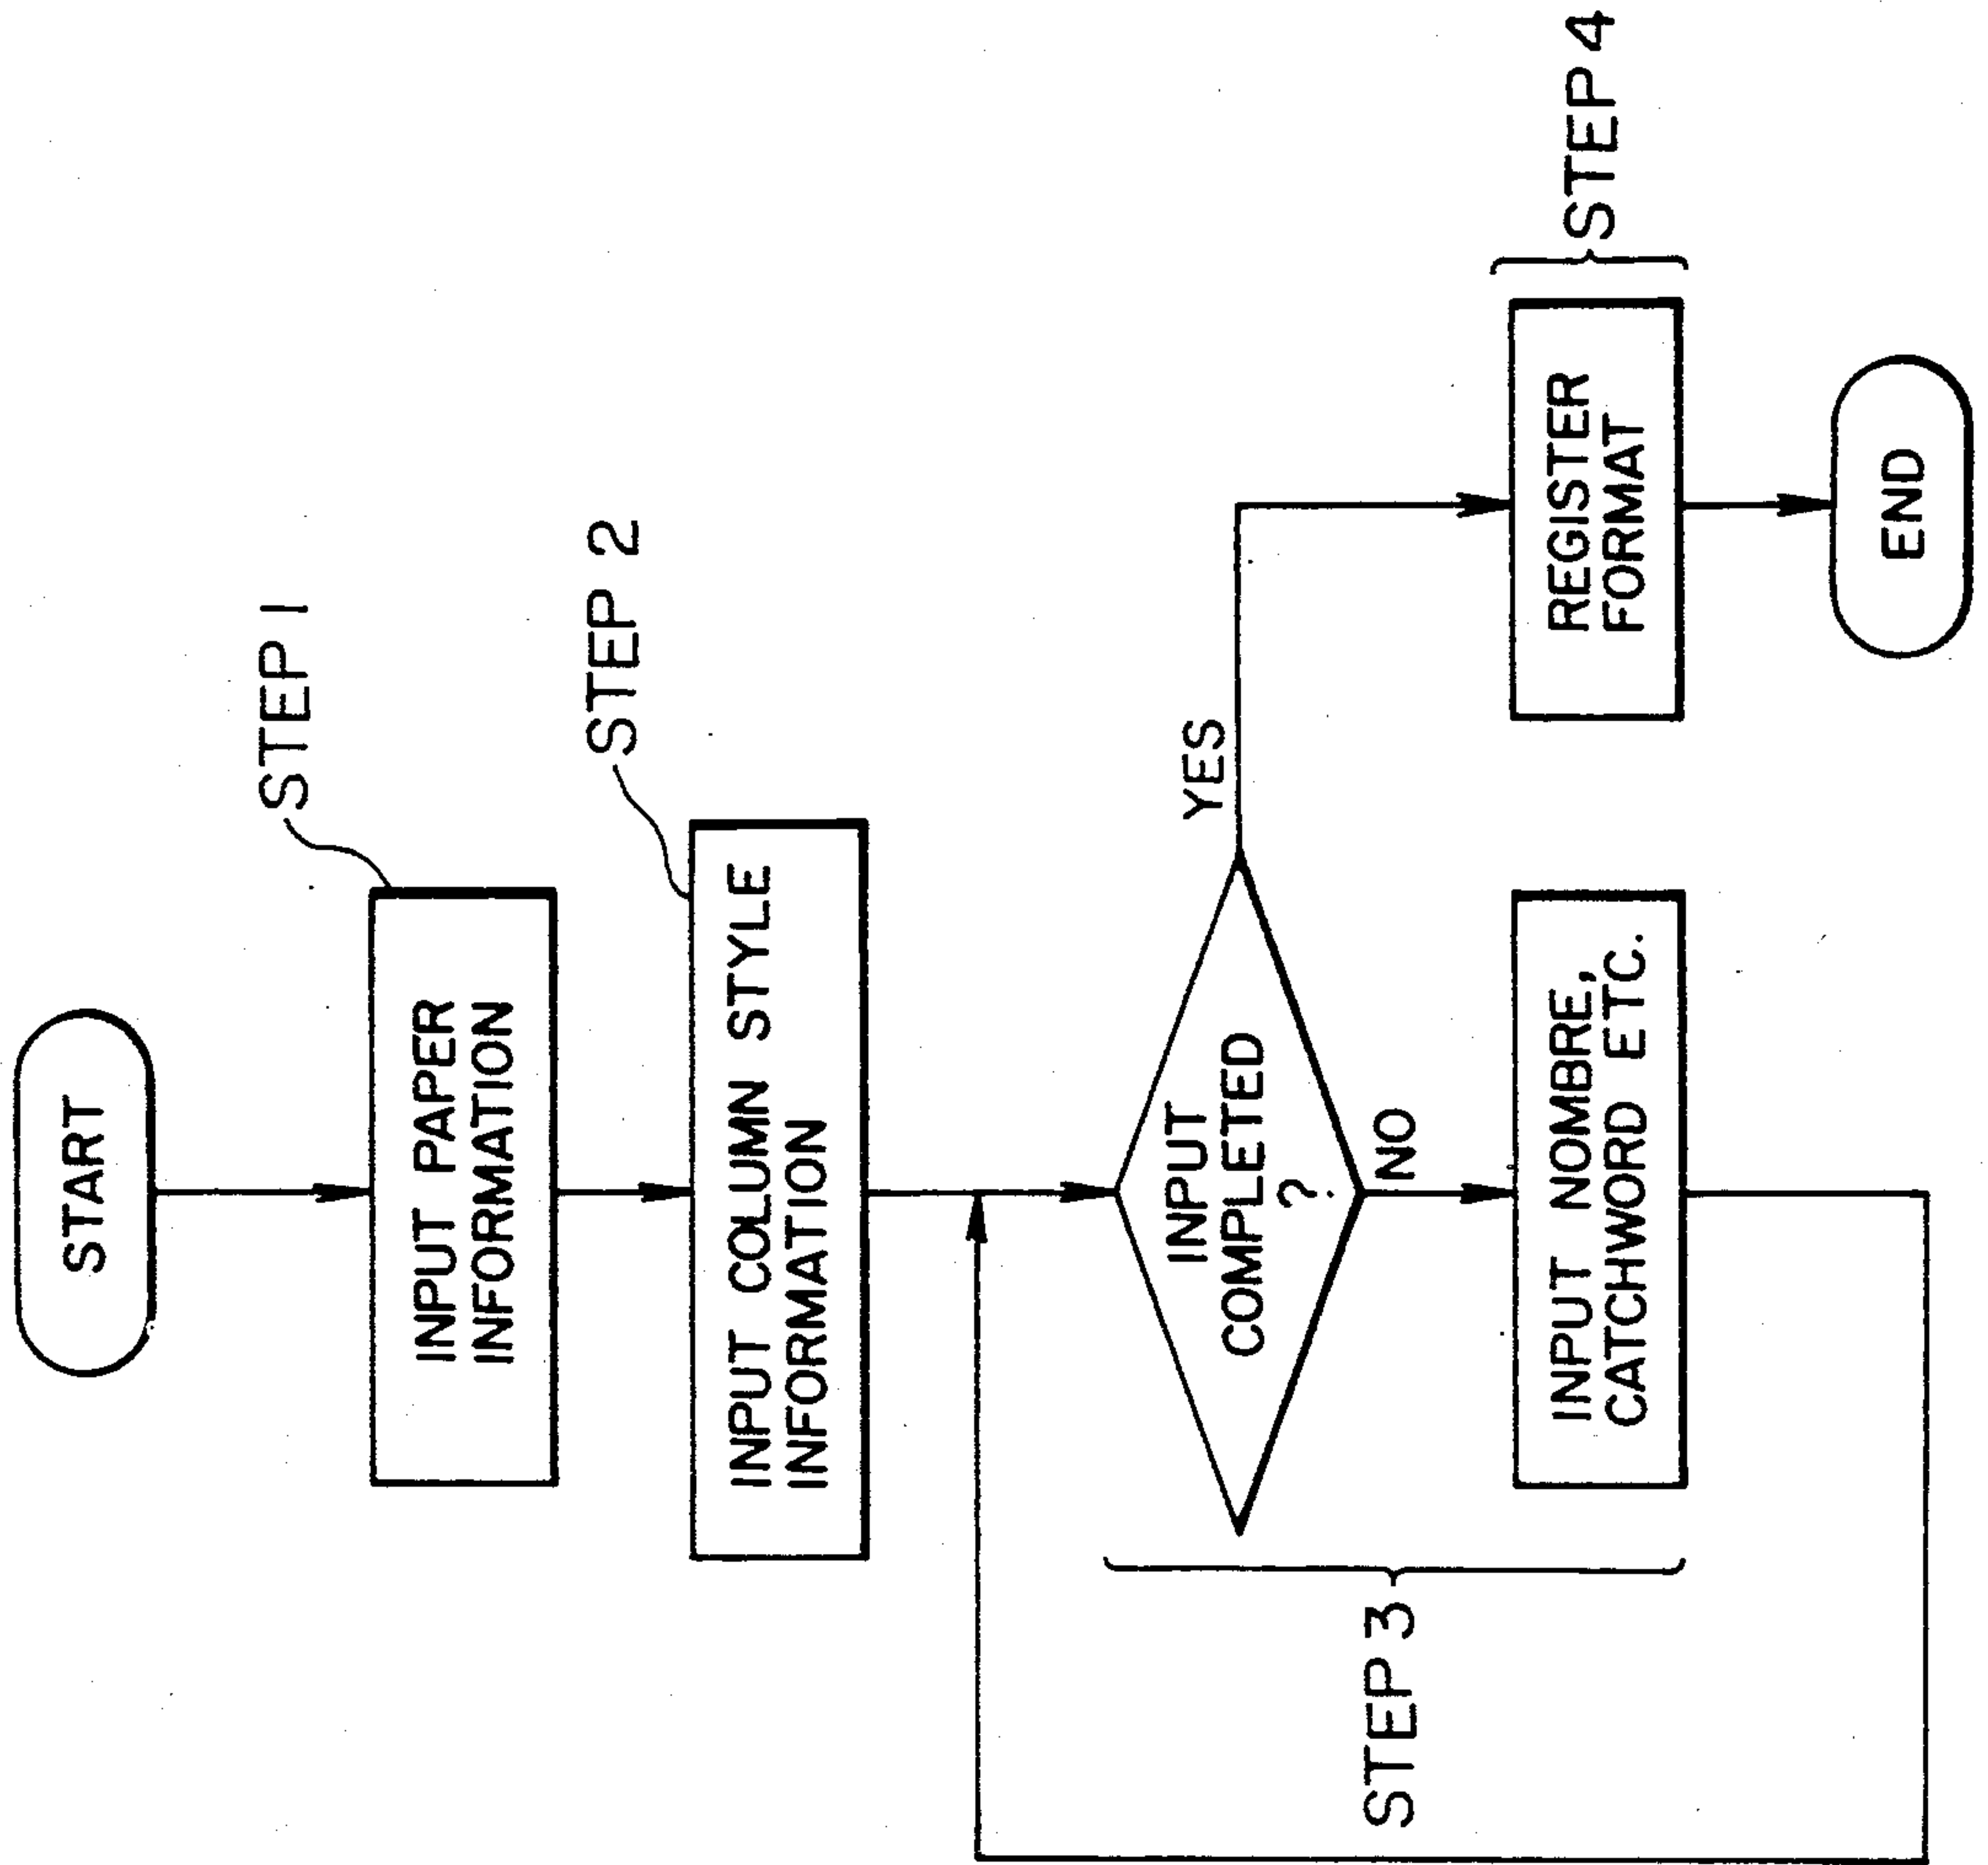 START
STEP 1
INPUT PAPER
INFORMATION
STEP 2
INPUT COLUMN STYLE
INFORMATION
INPUT
COMPLETED
?
YES
NO
STEP 3
INPUT NOMBRE,
CATCHWORD ETC.
REGISTER
FORMAT
STEP 4
END